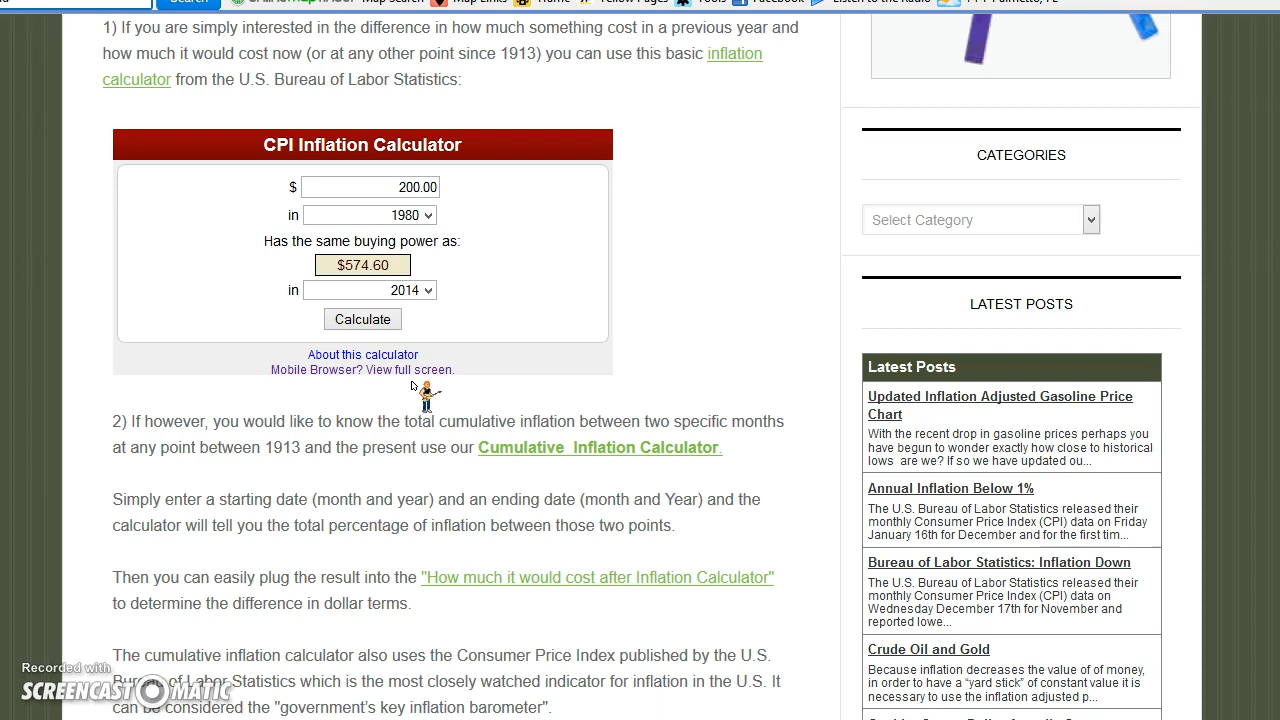 Search
Map Search
Map Links
Home
Yellow Pages
Tools
Facebook
Listen to the Radio
1) If you are simply interested in the difference in how much something cost in a previous year and
how much it would cost now (or at any other point since 1913) you can use this basic inflation
calculator from the U.S. Bureau of Labor Statistics:
CPI Inflation Calculator
$ 200.00
in 1980
Has the same buying power as:
$574.60
in 2014
Calculate
About this calculator
Mobile Browser? View full screen.
2) If however, you would like to know the total cumulative inflation between two specific months
at any point between 1913 and the present use our Cumulative Inflation Calculator.
Simply enter a starting date (month and year) and an ending date (month and Year) and the
calculator will tell you the total percentage of inflation between those two points.
Then you can easily plug the result into the "How much it would cost after Inflation Calculator"
to determine the difference in dollar terms.
The cumulative inflation calculator also uses the Consumer Price Index published by the U.S.
Bureau of Labor Statistics which is the most closely watched indicator for inflation in the U.S. It
can be considered the "government's key inflation barometer".
Recorded with
SCREENCAST-O-MATIC
CATEGORIES
Select Category
LATEST POSTS
Latest Posts
Updated Inflation Adjusted Gasoline Price
Chart
With the recent drop in gasoline prices perhaps you
have begun to wonder exactly how close to historical
lows are we? If so we have updated ou...
Annual Inflation Below 1%
The U.S. Bureau of Labor Statistics released their
monthly Consumer Price Index (CPI) data on Friday
January 16th for December and for the first tim...
Bureau of Labor Statistics: Inflation Down
The U.S. Bureau of Labor Statistics released their
monthly Consumer Price Index (CPI) data on
Wednesday December 17th for November and
reported lowe...
Crude Oil and Gold
Because inflation decreases the value of of money,
in order to have a "yard stick" of constant value it is
necessary to use the inflation adjusted p...